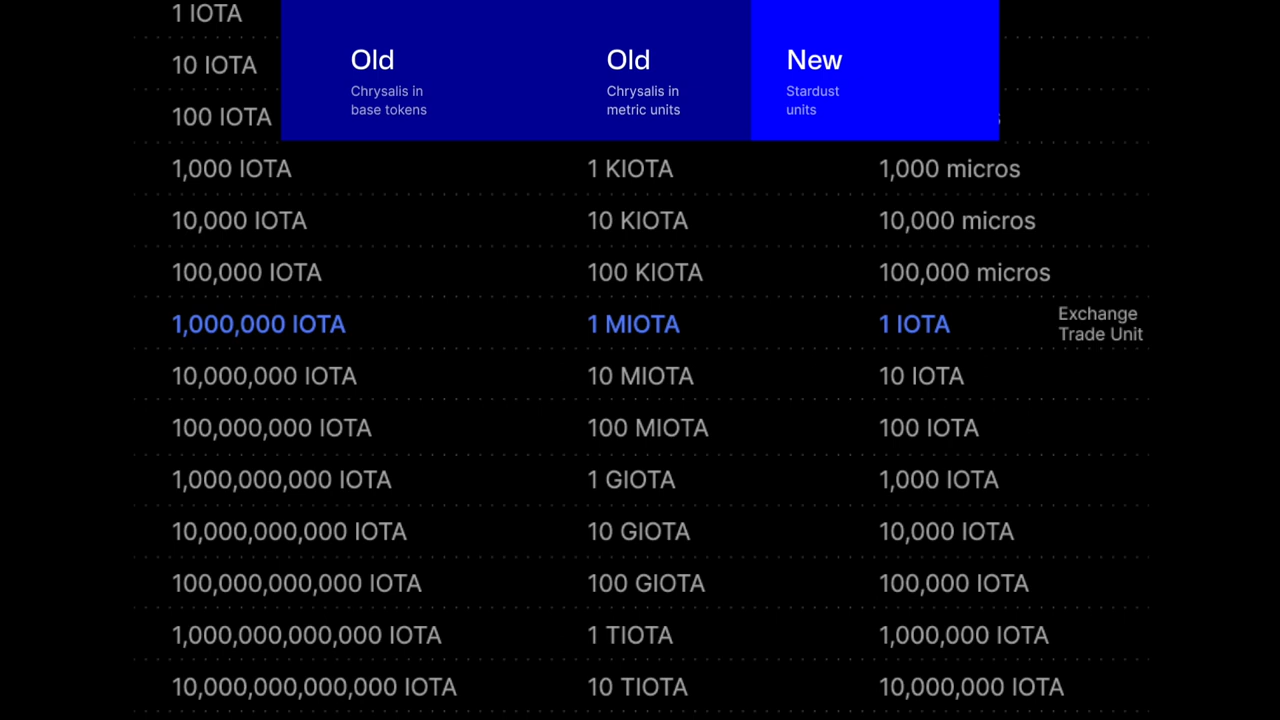 1 IOTA
Old Old New
10 IOTA
Chrysalis in Chrysalis in Stardust
base tokens metric units units
100 IOTA
1,000 IOTA 1 KIOTA 1,000 micros
10,000 IOTA 10 KIOTA 10,000 micros
100,000 IOTA 100 KIOTA 100,000 micros
1,000,000 IOTA 1 MIOTA 1 IOTA Exchange
Trade Unit
10,000,000 IOTA 10 MIOTA 10 IOTA
100,000,000 IOTA 100 MIOTA 100 IOTA
1,000,000,000 IOTA 1 GIOTA 1,000 IOTA
10,000,000,000 IOTA 10 GIOTA 10,000 IOTA
100,000,000,000 IOTA 100 GIOTA 100,000 IOTA
1,000,000,000,000 IOTA 1 TIOTA 1,000,000 IOTA
10,000,000,000,000 IOTA 10 TIOTA 10,000,000 IOTA